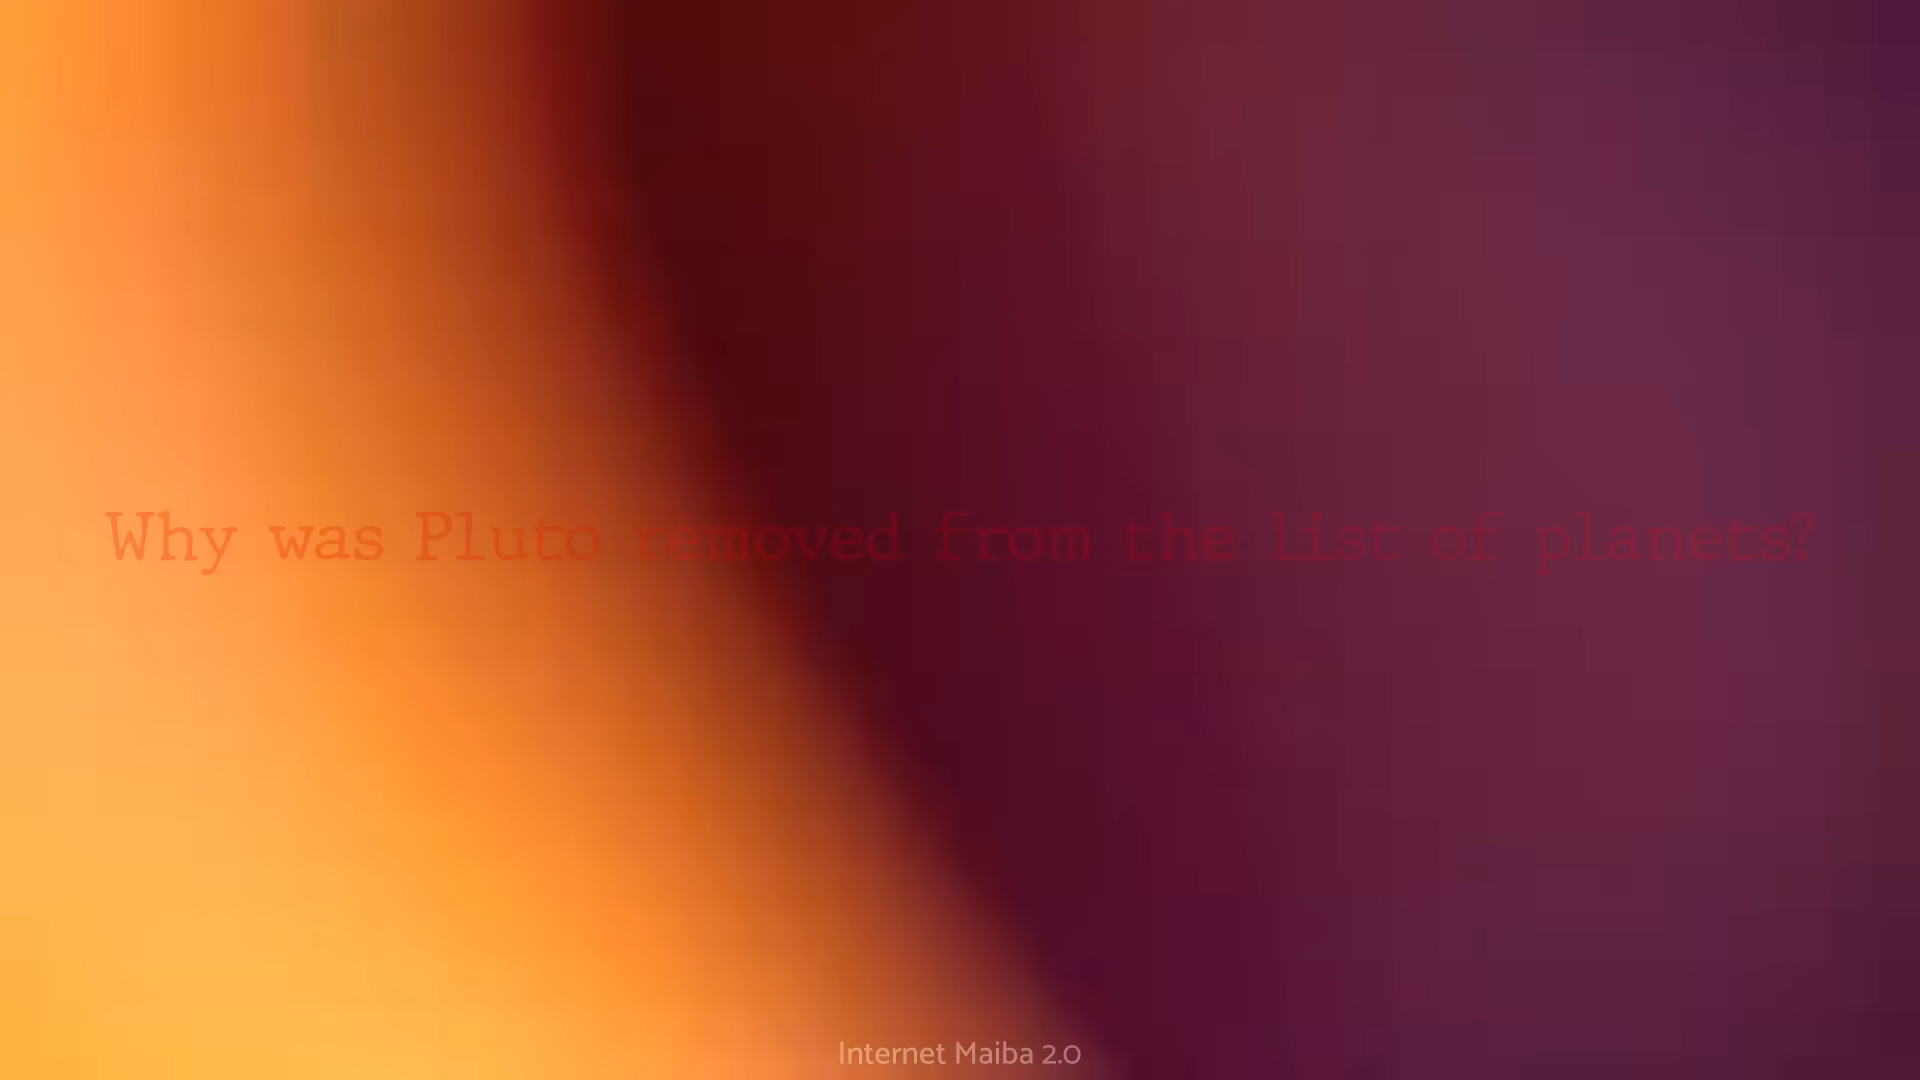 Why was Pluto removed from the list of planets?
Internet Maiba 2.0